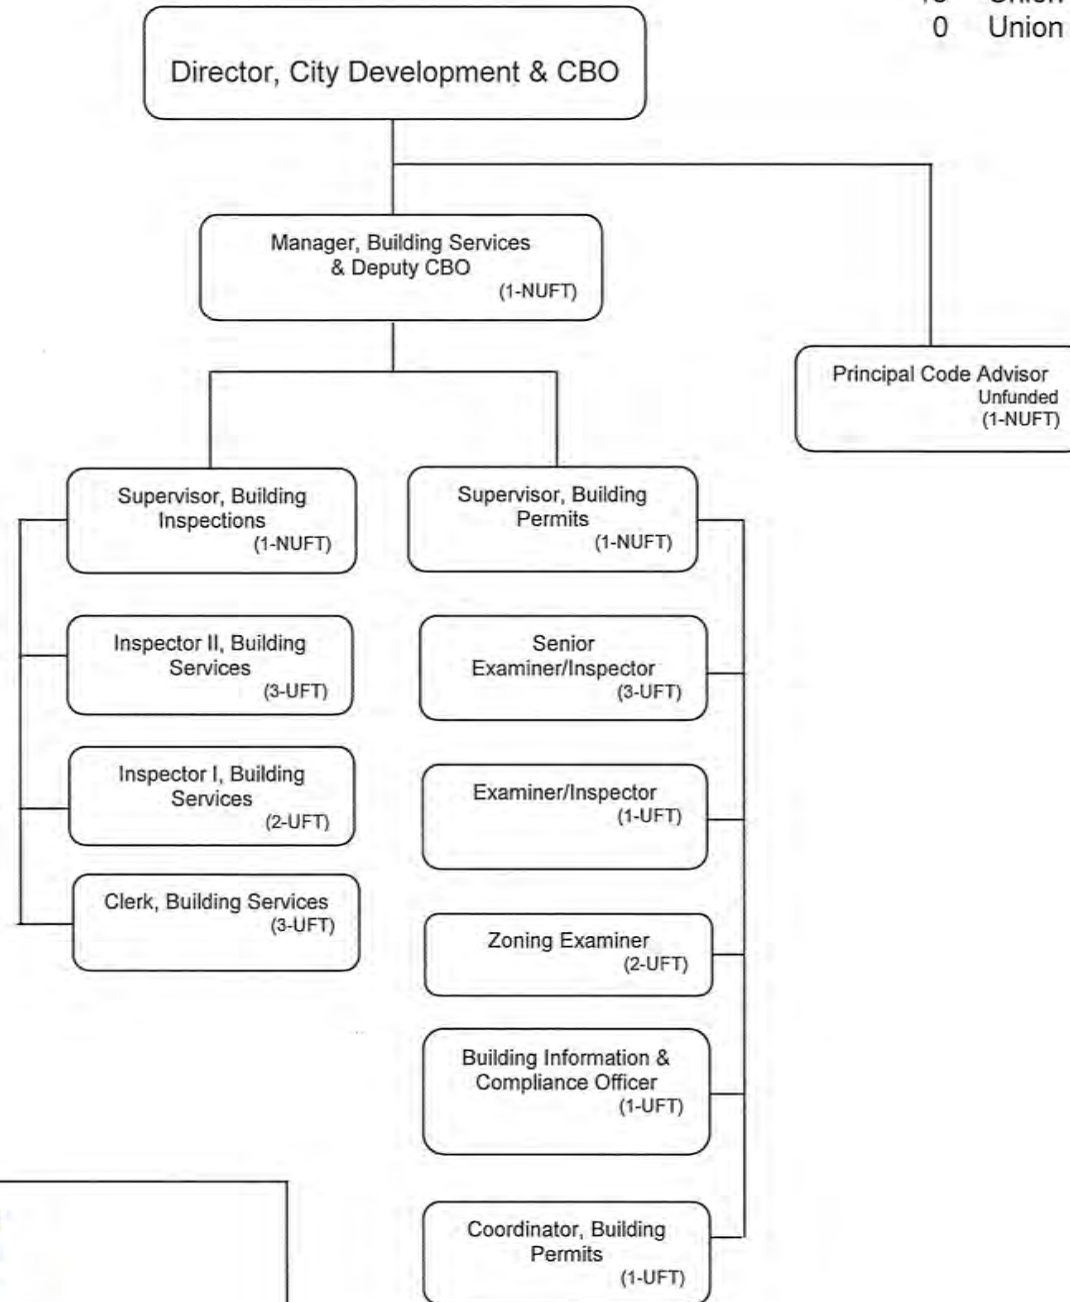 Union
0 Union
Director, City Development & CBO
Manager, Building Services
& Deputy CBO
(1-NUFT)
Principal Code Advisor
Unfunded
(1-NUFT)
Supervisor, Building
Inspections
(1-NUFT)
Supervisor, Building
Permits
(1-NUFT)
Inspector II, Building
Services
(3-UFT)
Senior
Examiner/Inspector
(3-UFT)
Inspector I, Building
Services
(2-UFT)
Examiner/Inspector
(1-UFT)
Clerk, Building Services
(3-UFT)
Zoning Examiner
(2-UFT)
Building Information &
Compliance Officer
(1-UFT)
Coordinator, Building
Permits
(1-UFT)